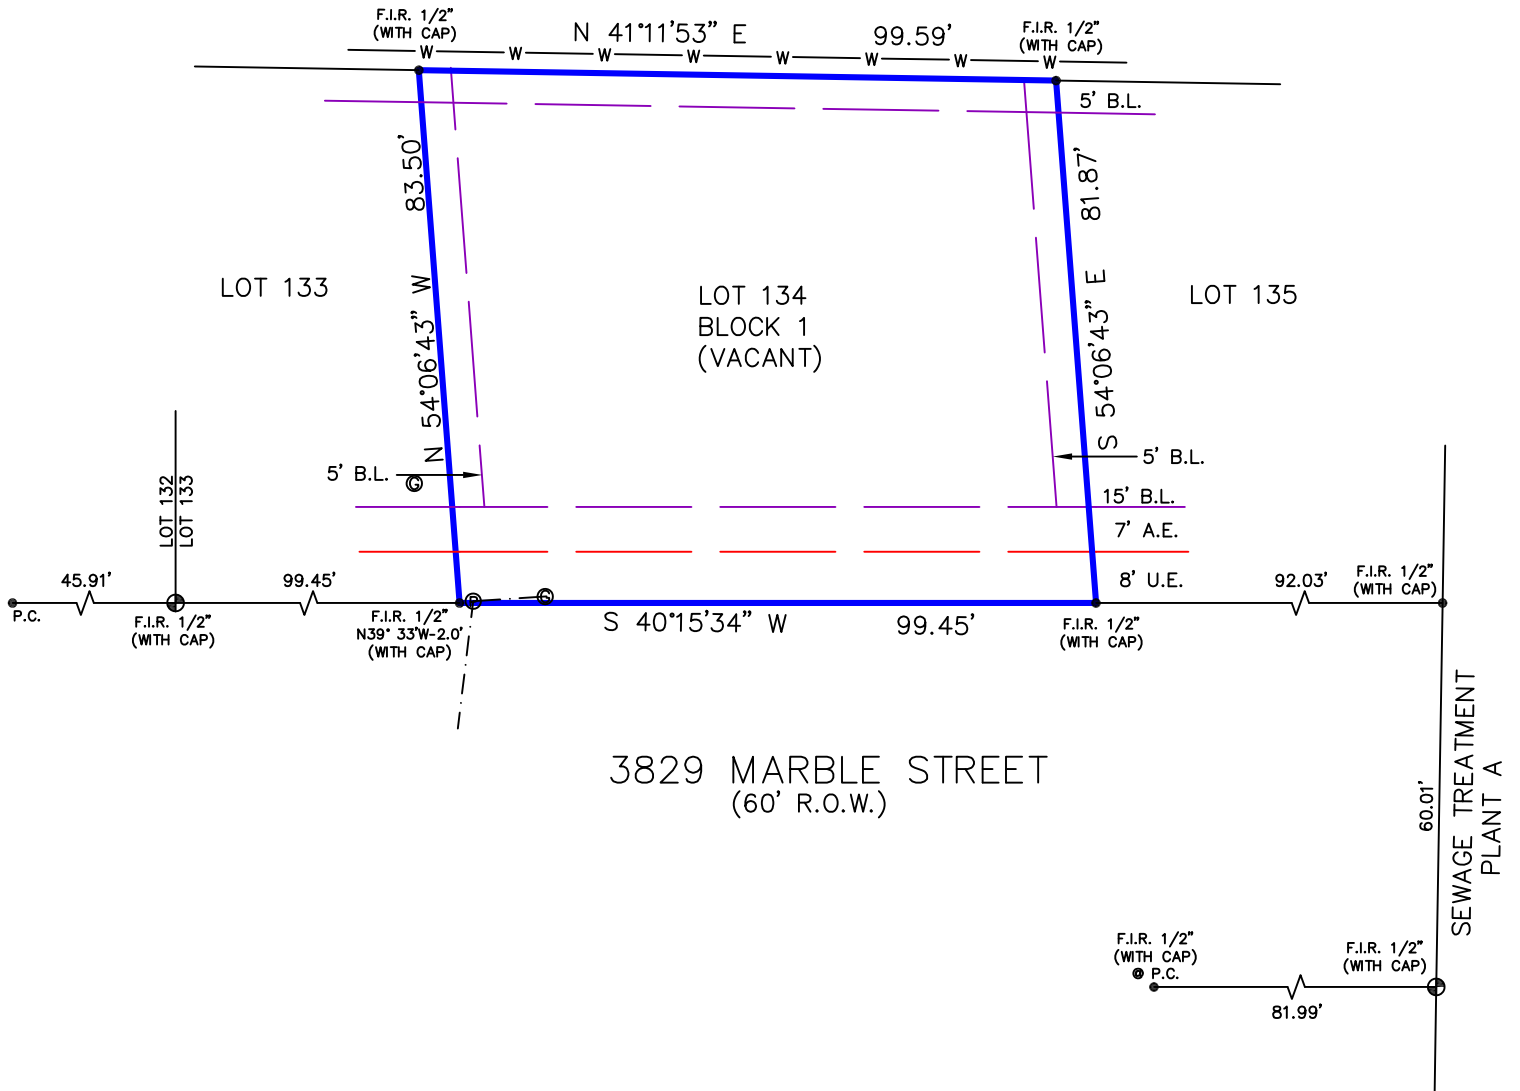 F.I.R. 1/2"
(WITH CAP)
N 41°11'53" E 99.59'
F.I.R. 1/2"
(WITH CAP)
W W W W W W W W
5' B.L.
83.50'
81.87'
LOT 133
LOT 134
BLOCK 1
(VACANT)
LOT 135
N 54°06'43" W
S 54°06'43" E
5' B.L.
G
5' B.L.
15' B.L.
7' A.E.
8' U.E.
LOT 132
LOT 133
45.91'
99.45'
92.03'
F.I.R. 1/2"
(WITH CAP)
P.C.
F.I.R. 1/2"
(WITH CAP)
F.I.R. 1/2"
N39° 33'W-2.0'
(WITH CAP)
P
G
S 40°15'34" W 99.45'
F.I.R. 1/2"
(WITH CAP)
3829 MARBLE STREET
(60' R.O.W.)
60.01'
SEWAGE TREATMENT
PLANT A
F.I.R. 1/2"
(WITH CAP)
@ P.C.
F.I.R. 1/2"
(WITH CAP)
81.99'